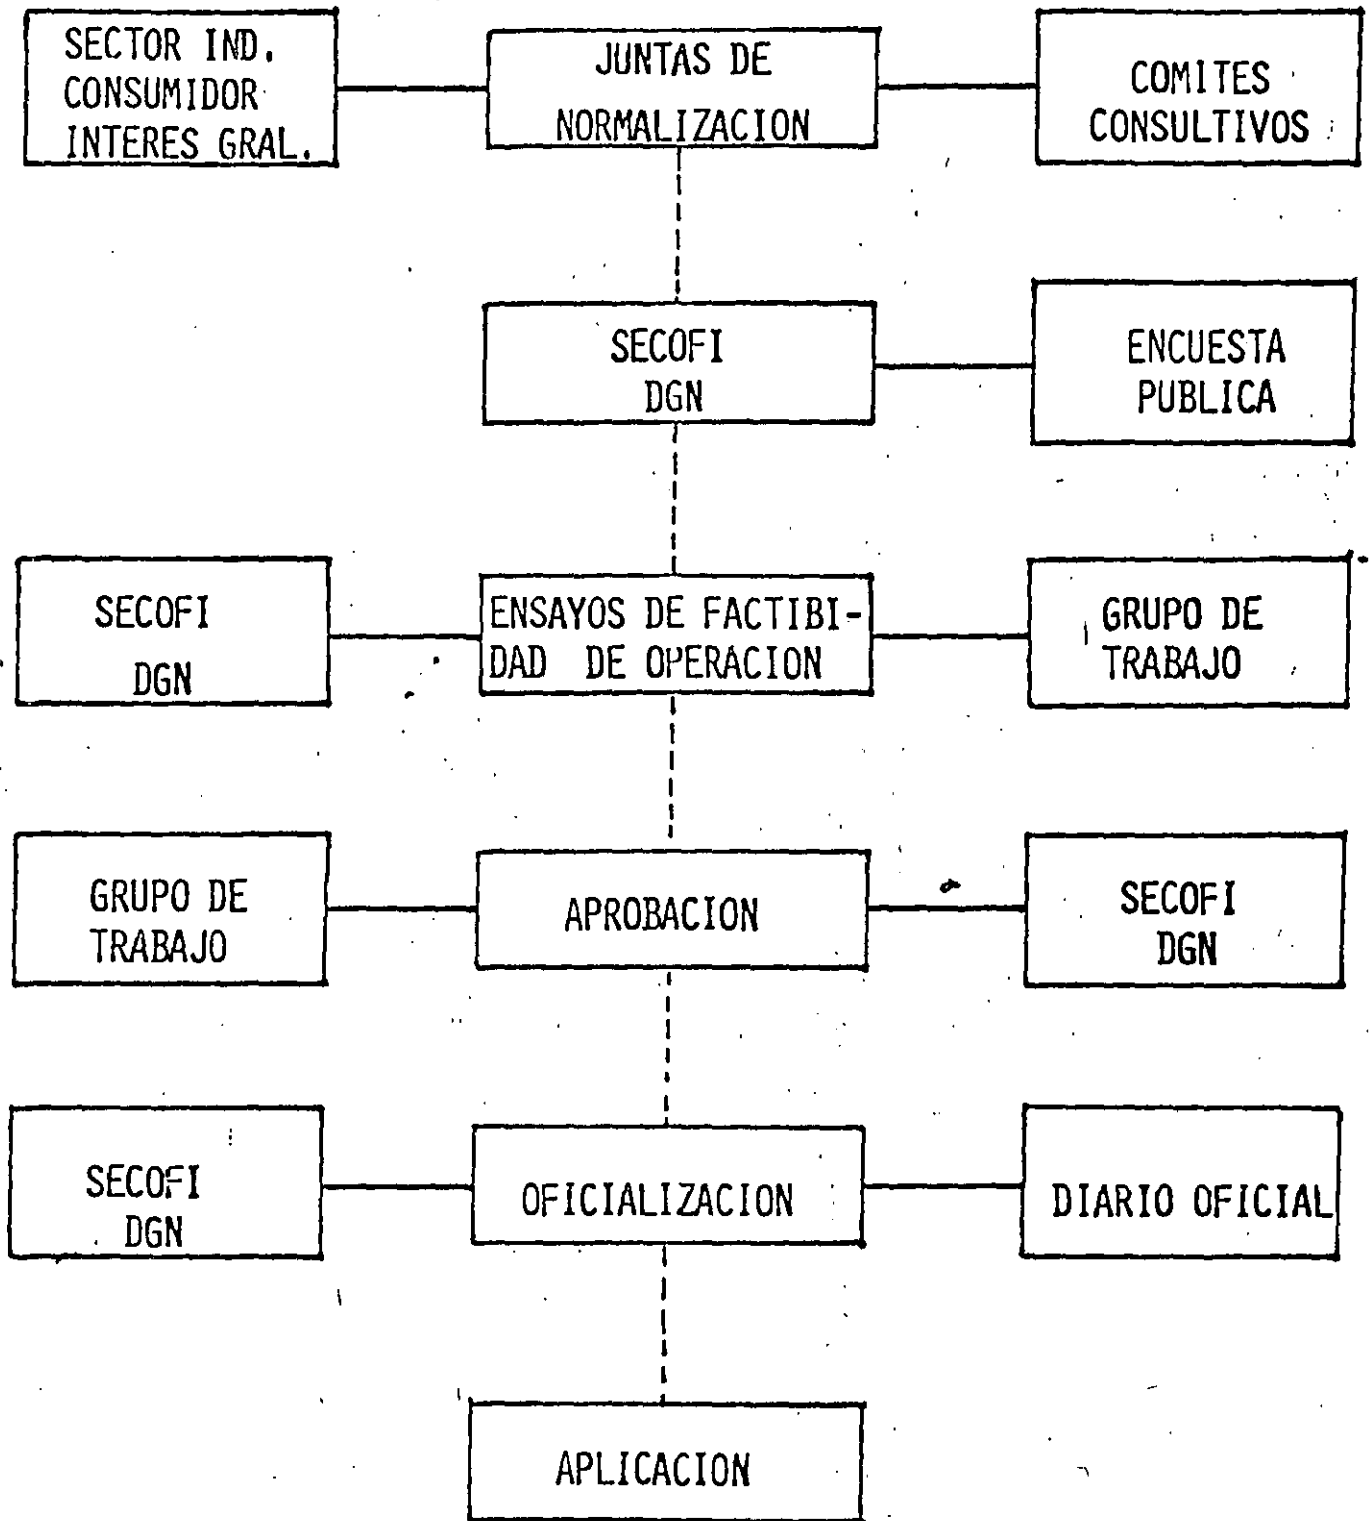 SECTOR IND.
CONSUMIDOR
INTERES GRAL.
JUNTAS DE
NORMALIZACION
COMITES
CONSULTIVOS
SECOFI
DGN
ENCUESTA
PUBLICA
SECOFI
DGN
ENSAYOS DE FACTIBI-
DAD DE OPERACION
GRUPO DE
TRABAJO
GRUPO DE
TRABAJO
APROBACION
SECOFI
DGN
SECOFI
DGN
OFICIALIZACION
DIARIO OFICIAL
APLICACION